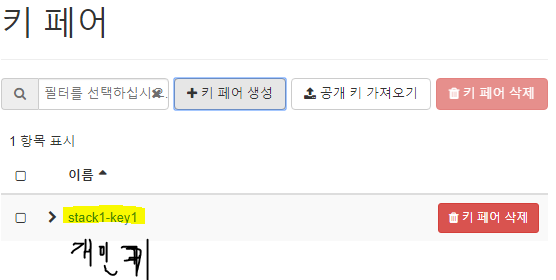 키 페어
필터를 선택하십시오.
키 페어 생성
공개 키 가져오기
키 페어 삭제
1 항목 표시
이름
stack1-key1
키 페어 삭제
개인 키